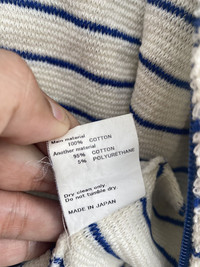 Main material
100% COTTON
Another material
95% COTTON
5% POLYURETHANE
Dry clean only
Do not tumble dry.
MADE IN JAPAN